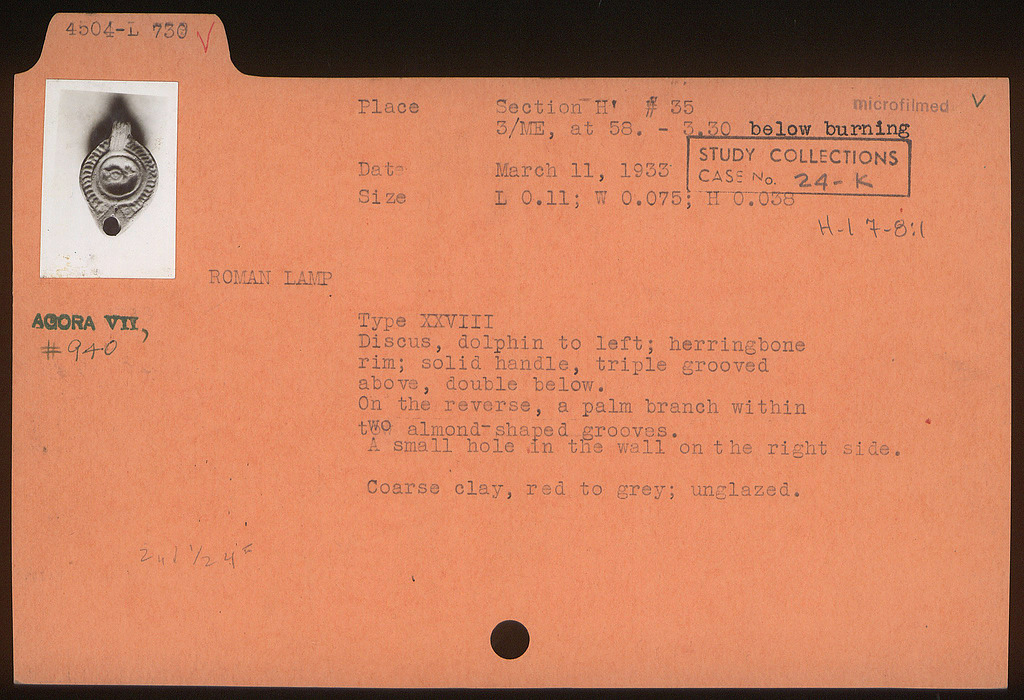 4504-L 730 √
Place Section H' # 35 microfilmed V
3/ME, at 58. - 3.30 below burning
Date March 11, 1933
STUDY COLLECTIONS
CASE No. 24-K
Size L 0.11; W 0.075; H 0.038
H-1 7-8:1
ROMAN LAMP
AGORA VII,
#940
Type XXVIII
Discus, dolphin to left; herringbone
rim; solid handle, triple grooved
above, double below.
On the reverse, a palm branch within
two almond-shaped grooves.
A small hole in the wall on the right side.
Coarse clay, red to grey; unglazed.